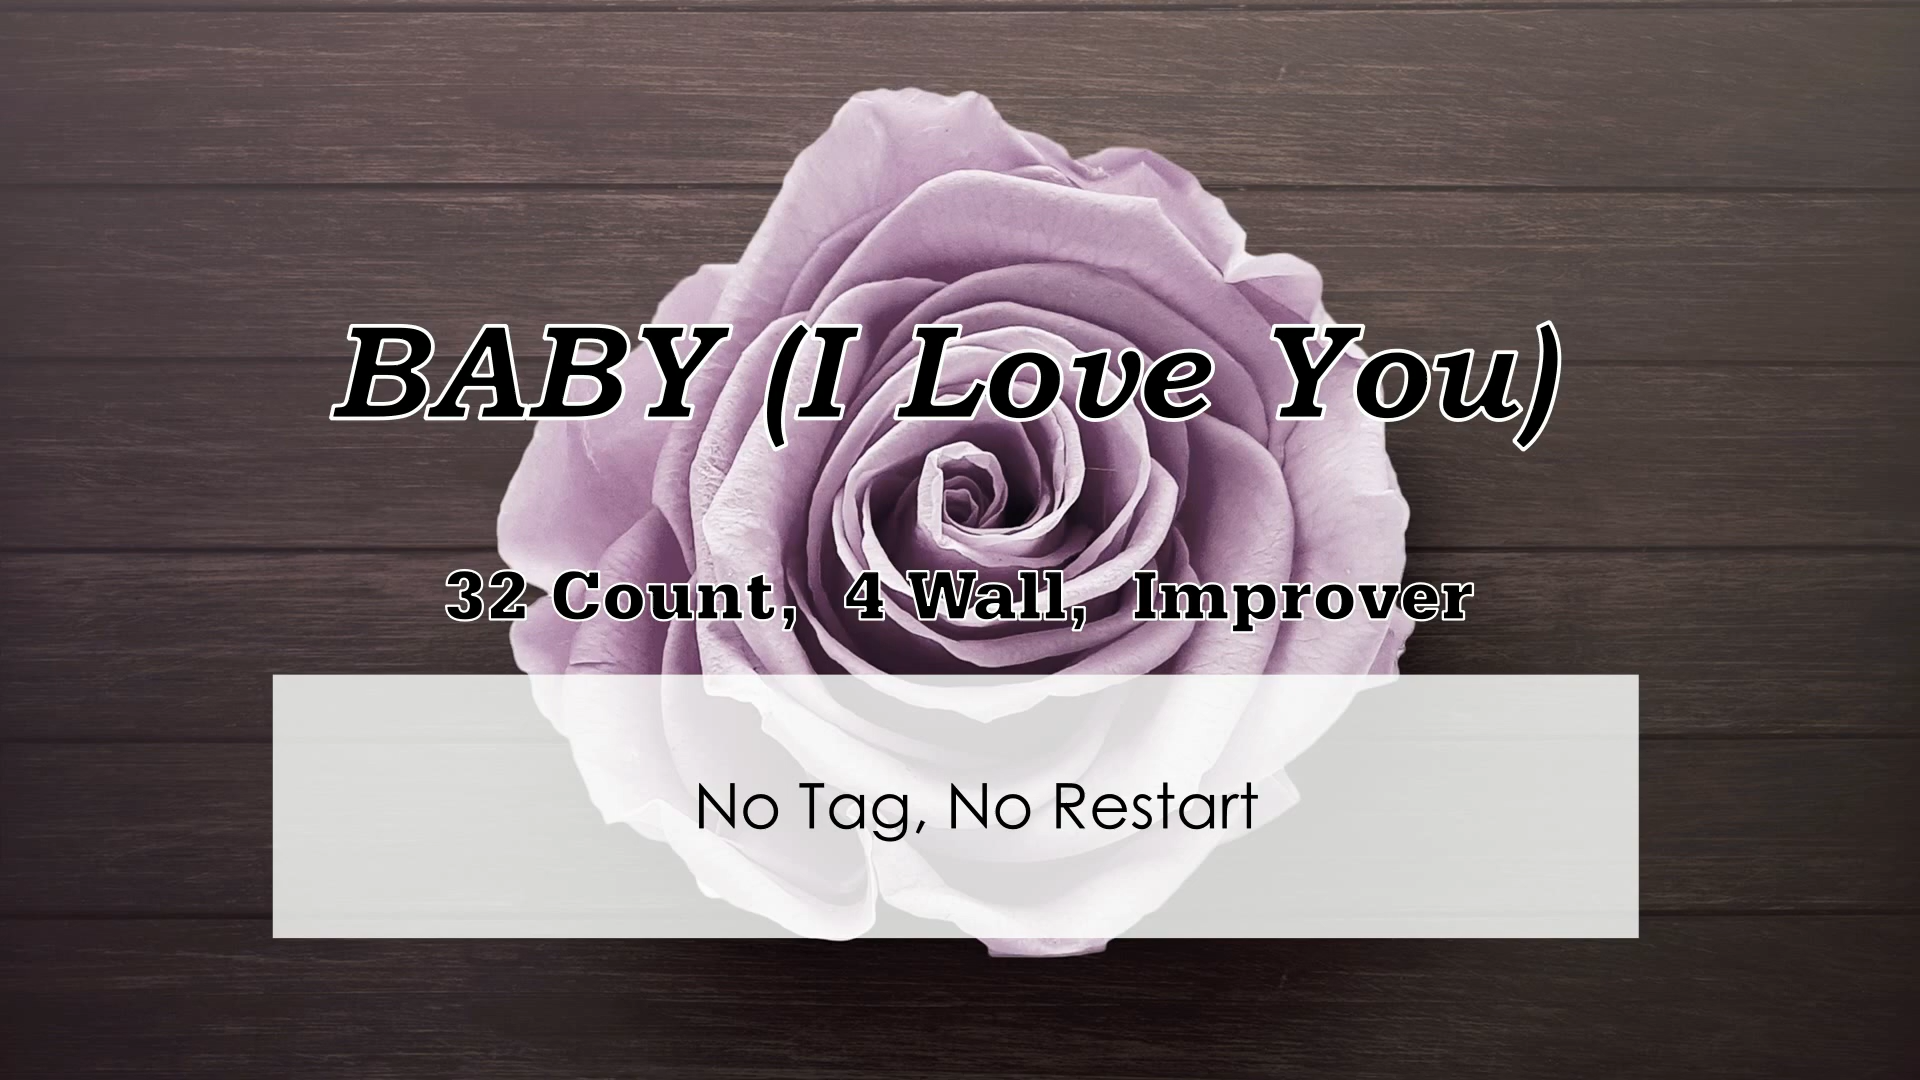 BABY (I Love You)
32 Count, 4 Wall, Improver
No Tag, No Restart